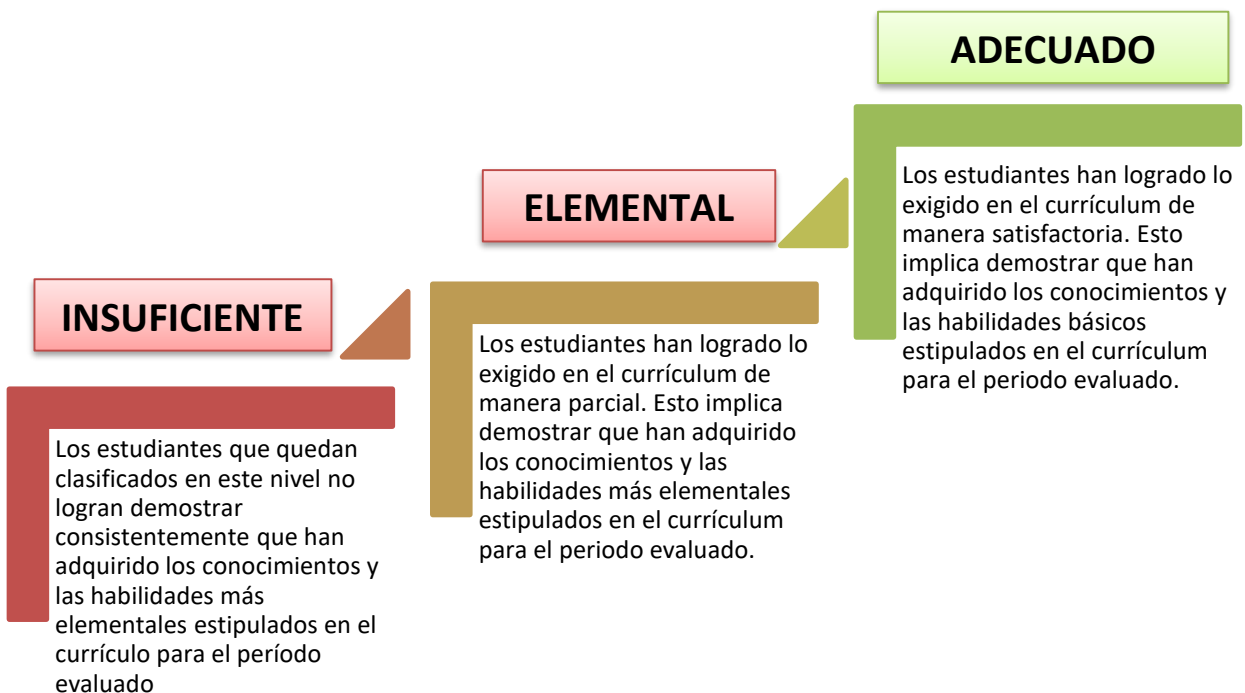 INSUFICIENTE
Los estudiantes que quedan
clasificados en este nivel no
logran demostrar
consistentemente que han
adquirido los conocimientos y
las habilidades más
elementales estipulados en el
currículo para el período
evaluado
ELEMENTAL
Los estudiantes han logrado lo
exigido en el currículum de
manera parcial. Esto implica
demostrar que han adquirido
los conocimientos y las
habilidades más elementales
estipulados en el currículum
para el periodo evaluado.
ADECUADO
Los estudiantes han logrado lo
exigido en el currículum de
manera satisfactoria. Esto
implica demostrar que han
adquirido los conocimientos y
las habilidades básicos
estipulados en el currículum
para el periodo evaluado.